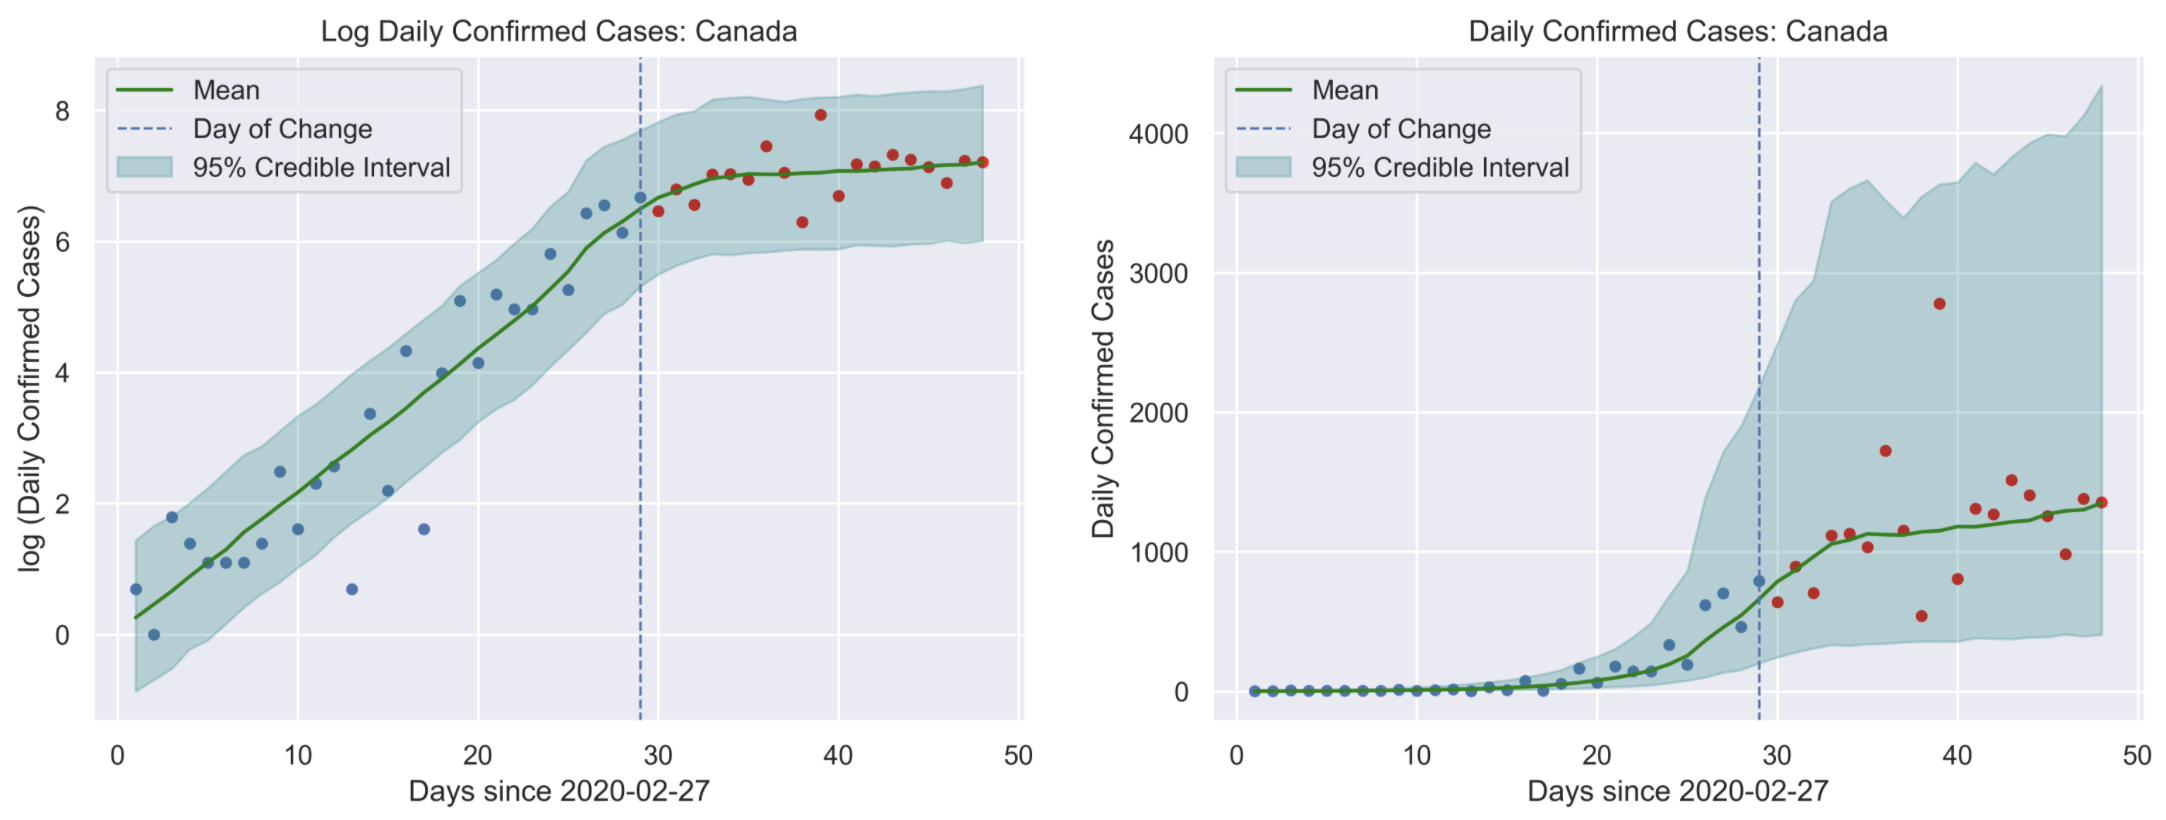 Log Daily Confirmed Cases: Canada
Mean
Day of Change
95% Credible Interval
8
6
4
2
0
log (Daily Confirmed Cases)
0 10 20 30 40 50
Days since 2020-02-27
Daily Confirmed Cases: Canada
Mean
Day of Change
95% Credible Interval
4000
3000
2000
1000
0
Daily Confirmed Cases
0 10 20 30 40 50
Days since 2020-02-27